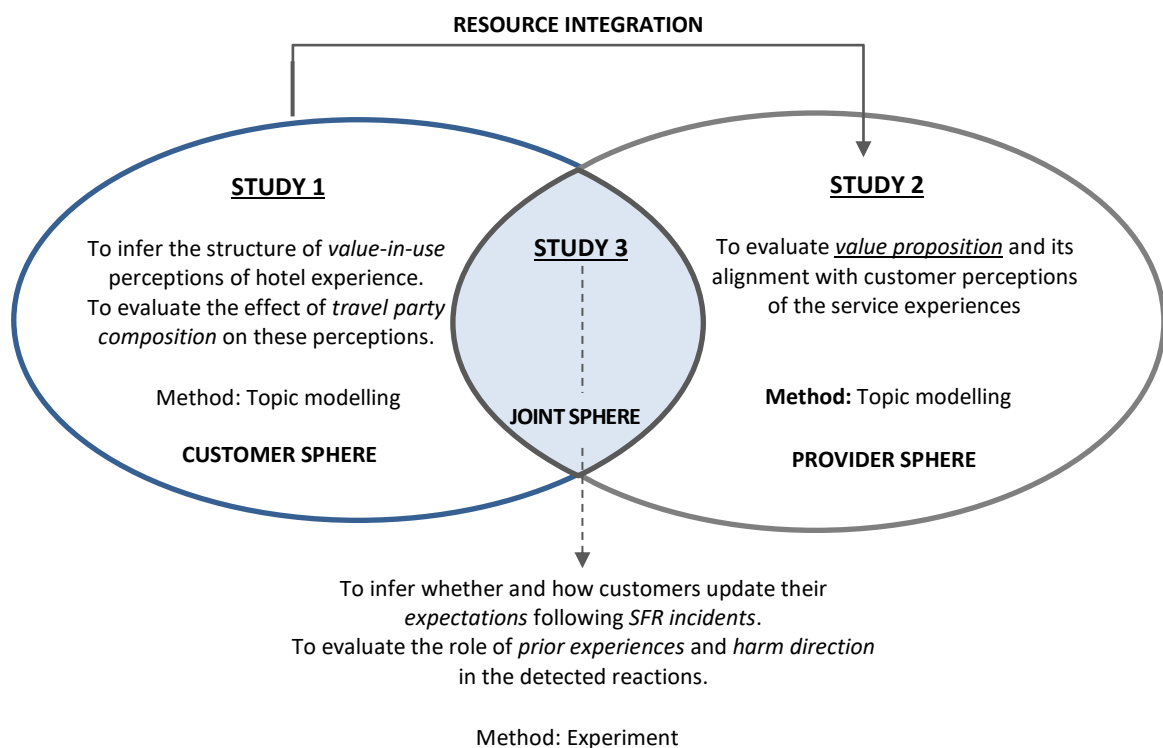 RESOURCE INTEGRATION
STUDY 1
To infer the structure of value-in-use
perceptions of hotel experience.
To evaluate the effect of travel party
composition on these perceptions.
Method: Topic modelling
CUSTOMER SPHERE
STUDY 3
JOINT SPHERE
STUDY 2
To evaluate value proposition and its
alignment with customer perceptions
of the service experiences
Method: Topic modelling
PROVIDER SPHERE
To infer whether and how customers update their
expectations following SFR incidents.
To evaluate the role of prior experiences and harm direction
in the detected reactions.
Method: Experiment